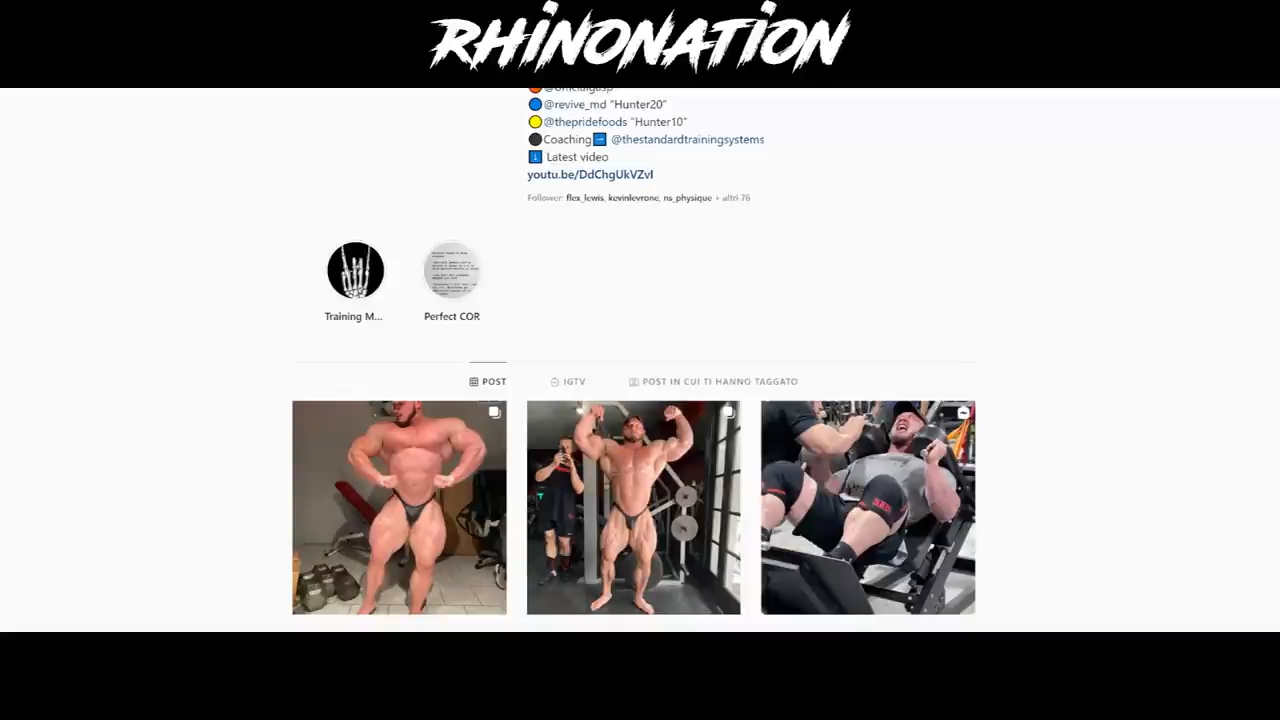 RHINONATION
@officialgasp
@revive_md "Hunter20"
@thepridefoods "Hunter10"
Coaching @thestandardtrainingsystems
Latest video
youtu.be/DdChgUkVZvI
Follower: flex_lewis, kevinlevrone, ns_physique + altri 76
Training M...
Perfect COR
POST
IGTV
POST IN CUI TI HANNO TAGGATO